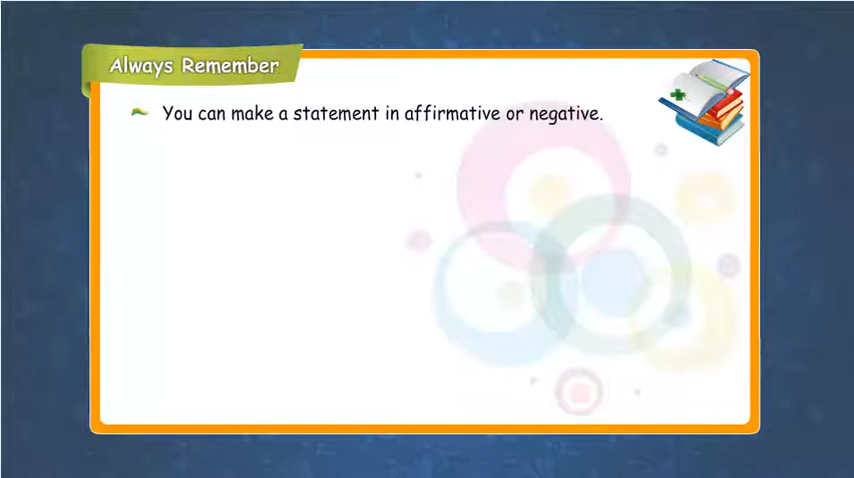 Always Remember
You can make a statement in affirmative or negative.